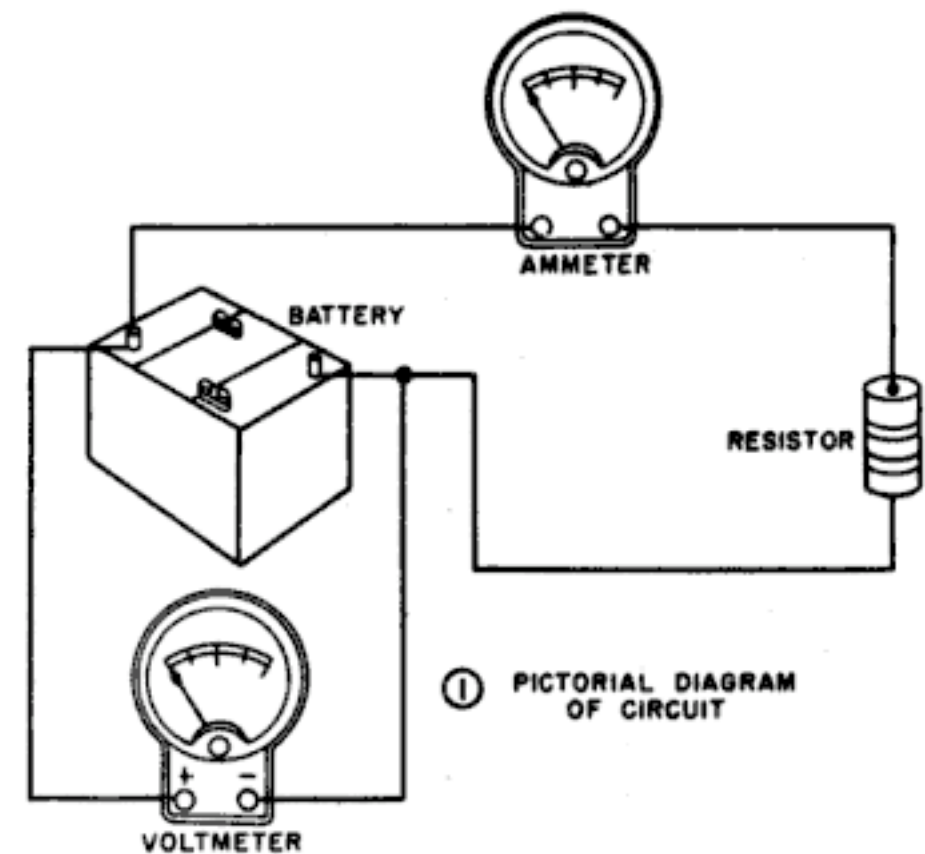 AMMETER
BATTERY
RESISTOR
① PICTORIAL DIAGRAM
OF CIRCUIT
+ −
VOLTMETER